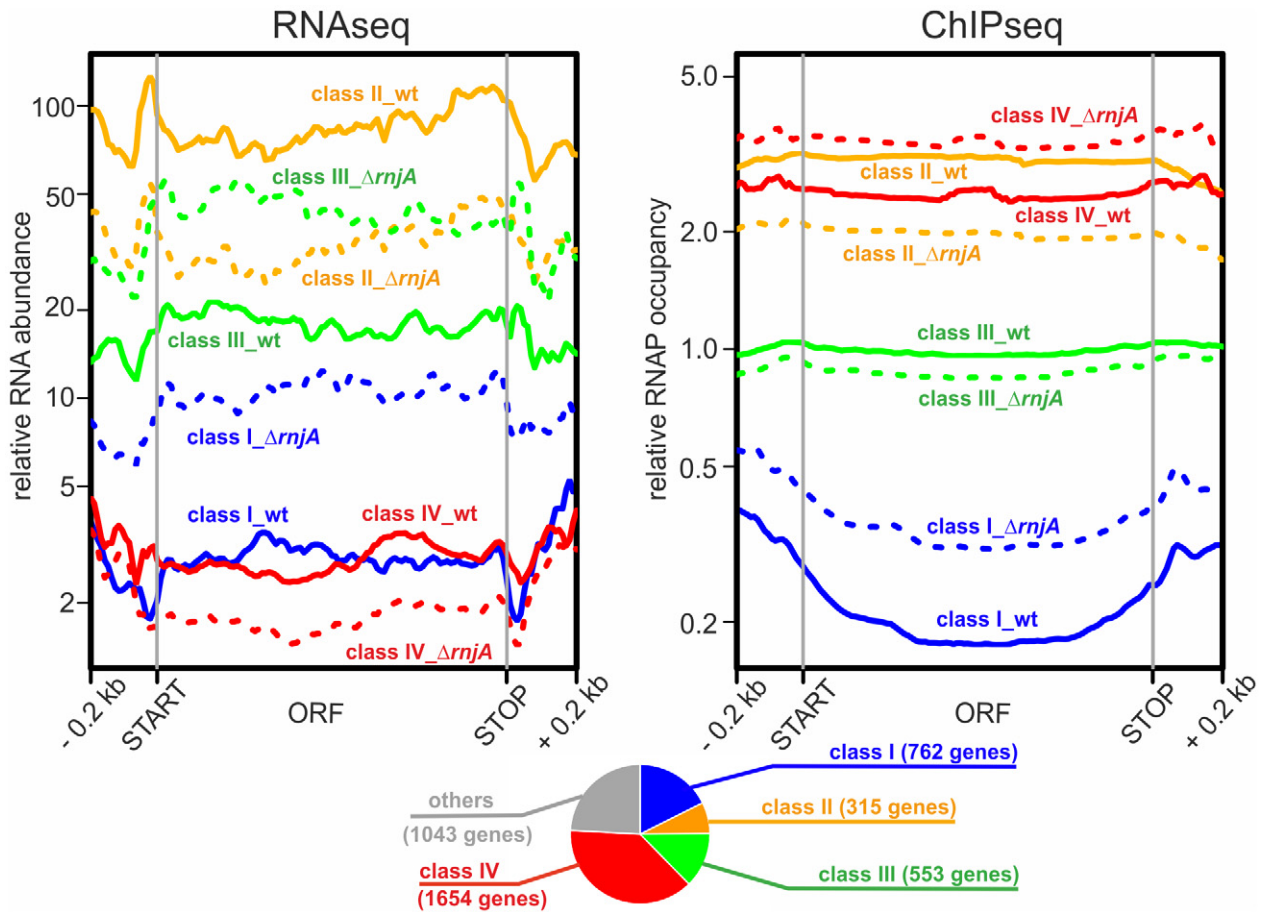 RNAseq
relative RNA abundance
100
50
20
10
5
2
class II_wt
class III_ΔrnjA
class II_ΔrnjA
class III_wt
class I_ΔrnjA
class I_wt
class IV_wt
class IV_ΔrnjA
- 0.2 kb
START
ORF
STOP
+ 0.2 kb
ChIPseq
relative RNAP occupancy
5.0
2.0
1.0
0.5
0.2
class IV_ΔrnjA
class II_wt
class IV_wt
class II_ΔrnjA
class III_wt
class III_ΔrnjA
class I_ΔrnjA
class I_wt
- 0.2 kb
START
ORF
STOP
+ 0.2 kb
class I (762 genes)
others
(1043 genes)
class II (315 genes)
class IV
(1654 genes)
class III (553 genes)